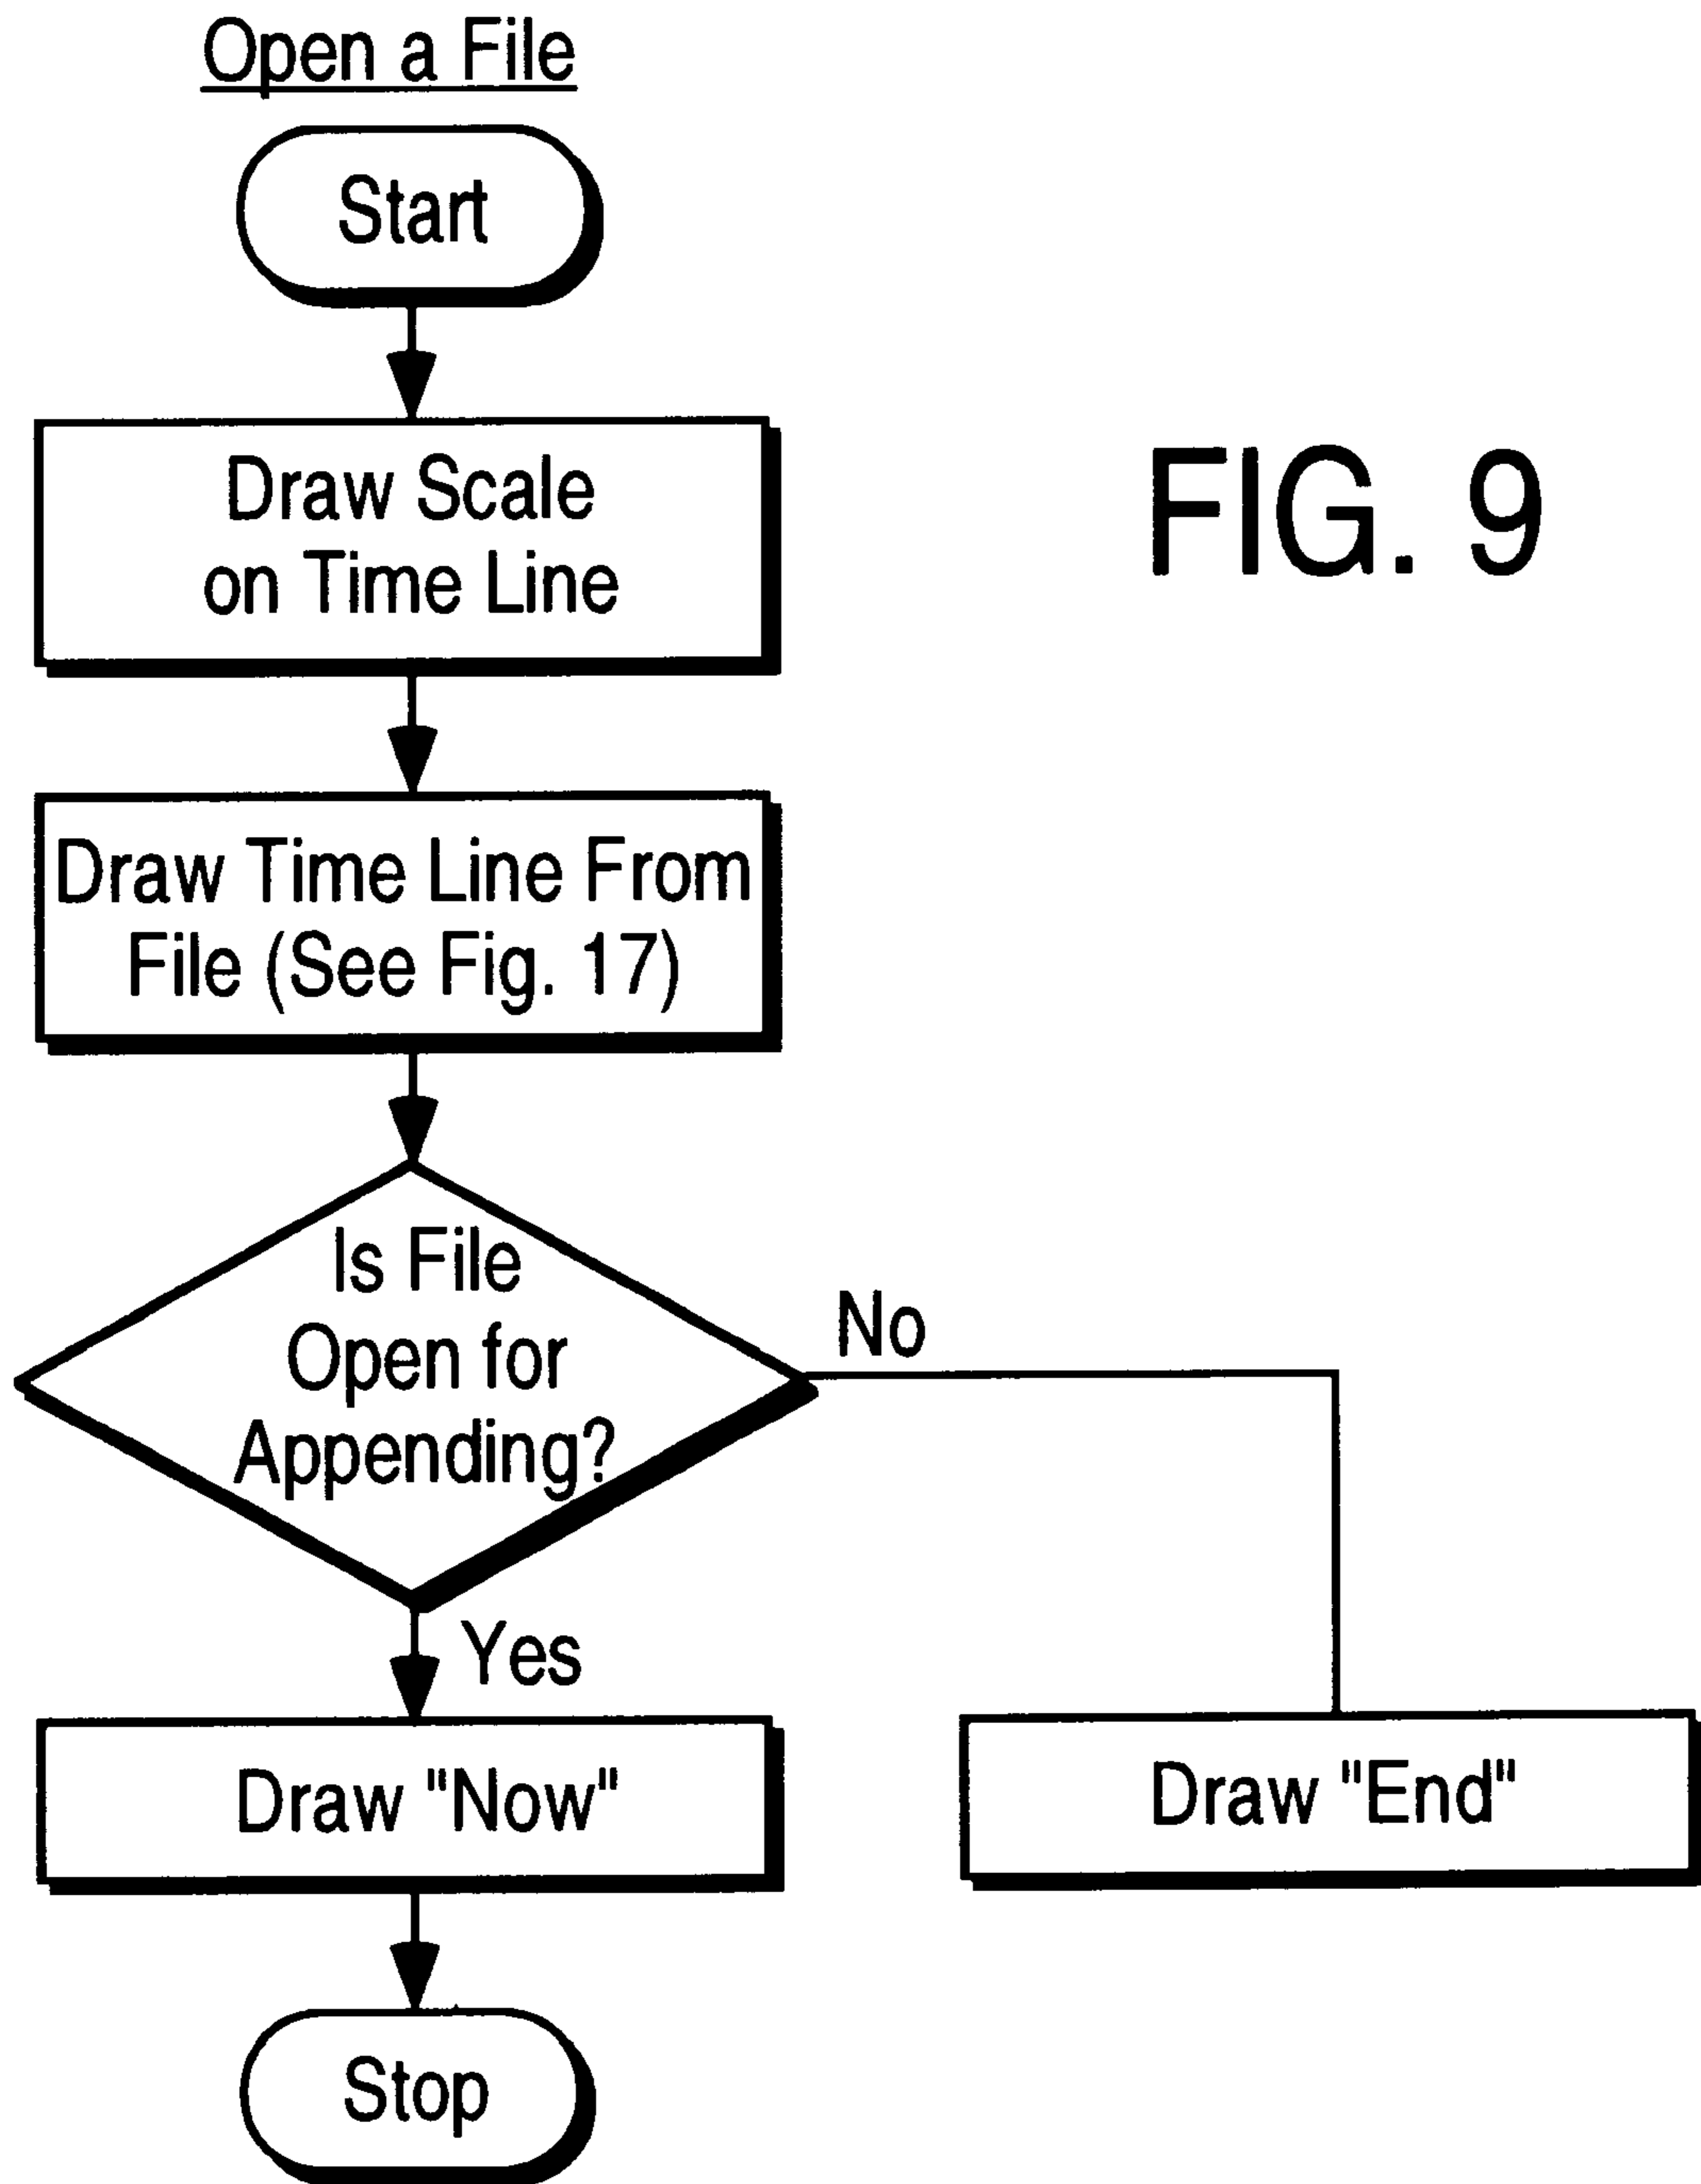 Open a File
Start
Draw Scale
on Time Line
FIG. 9
Draw Time Line From
File (See Fig. 17)
Is File
Open for
Appending?
No
Yes
Draw "Now"
Draw "End"
Stop